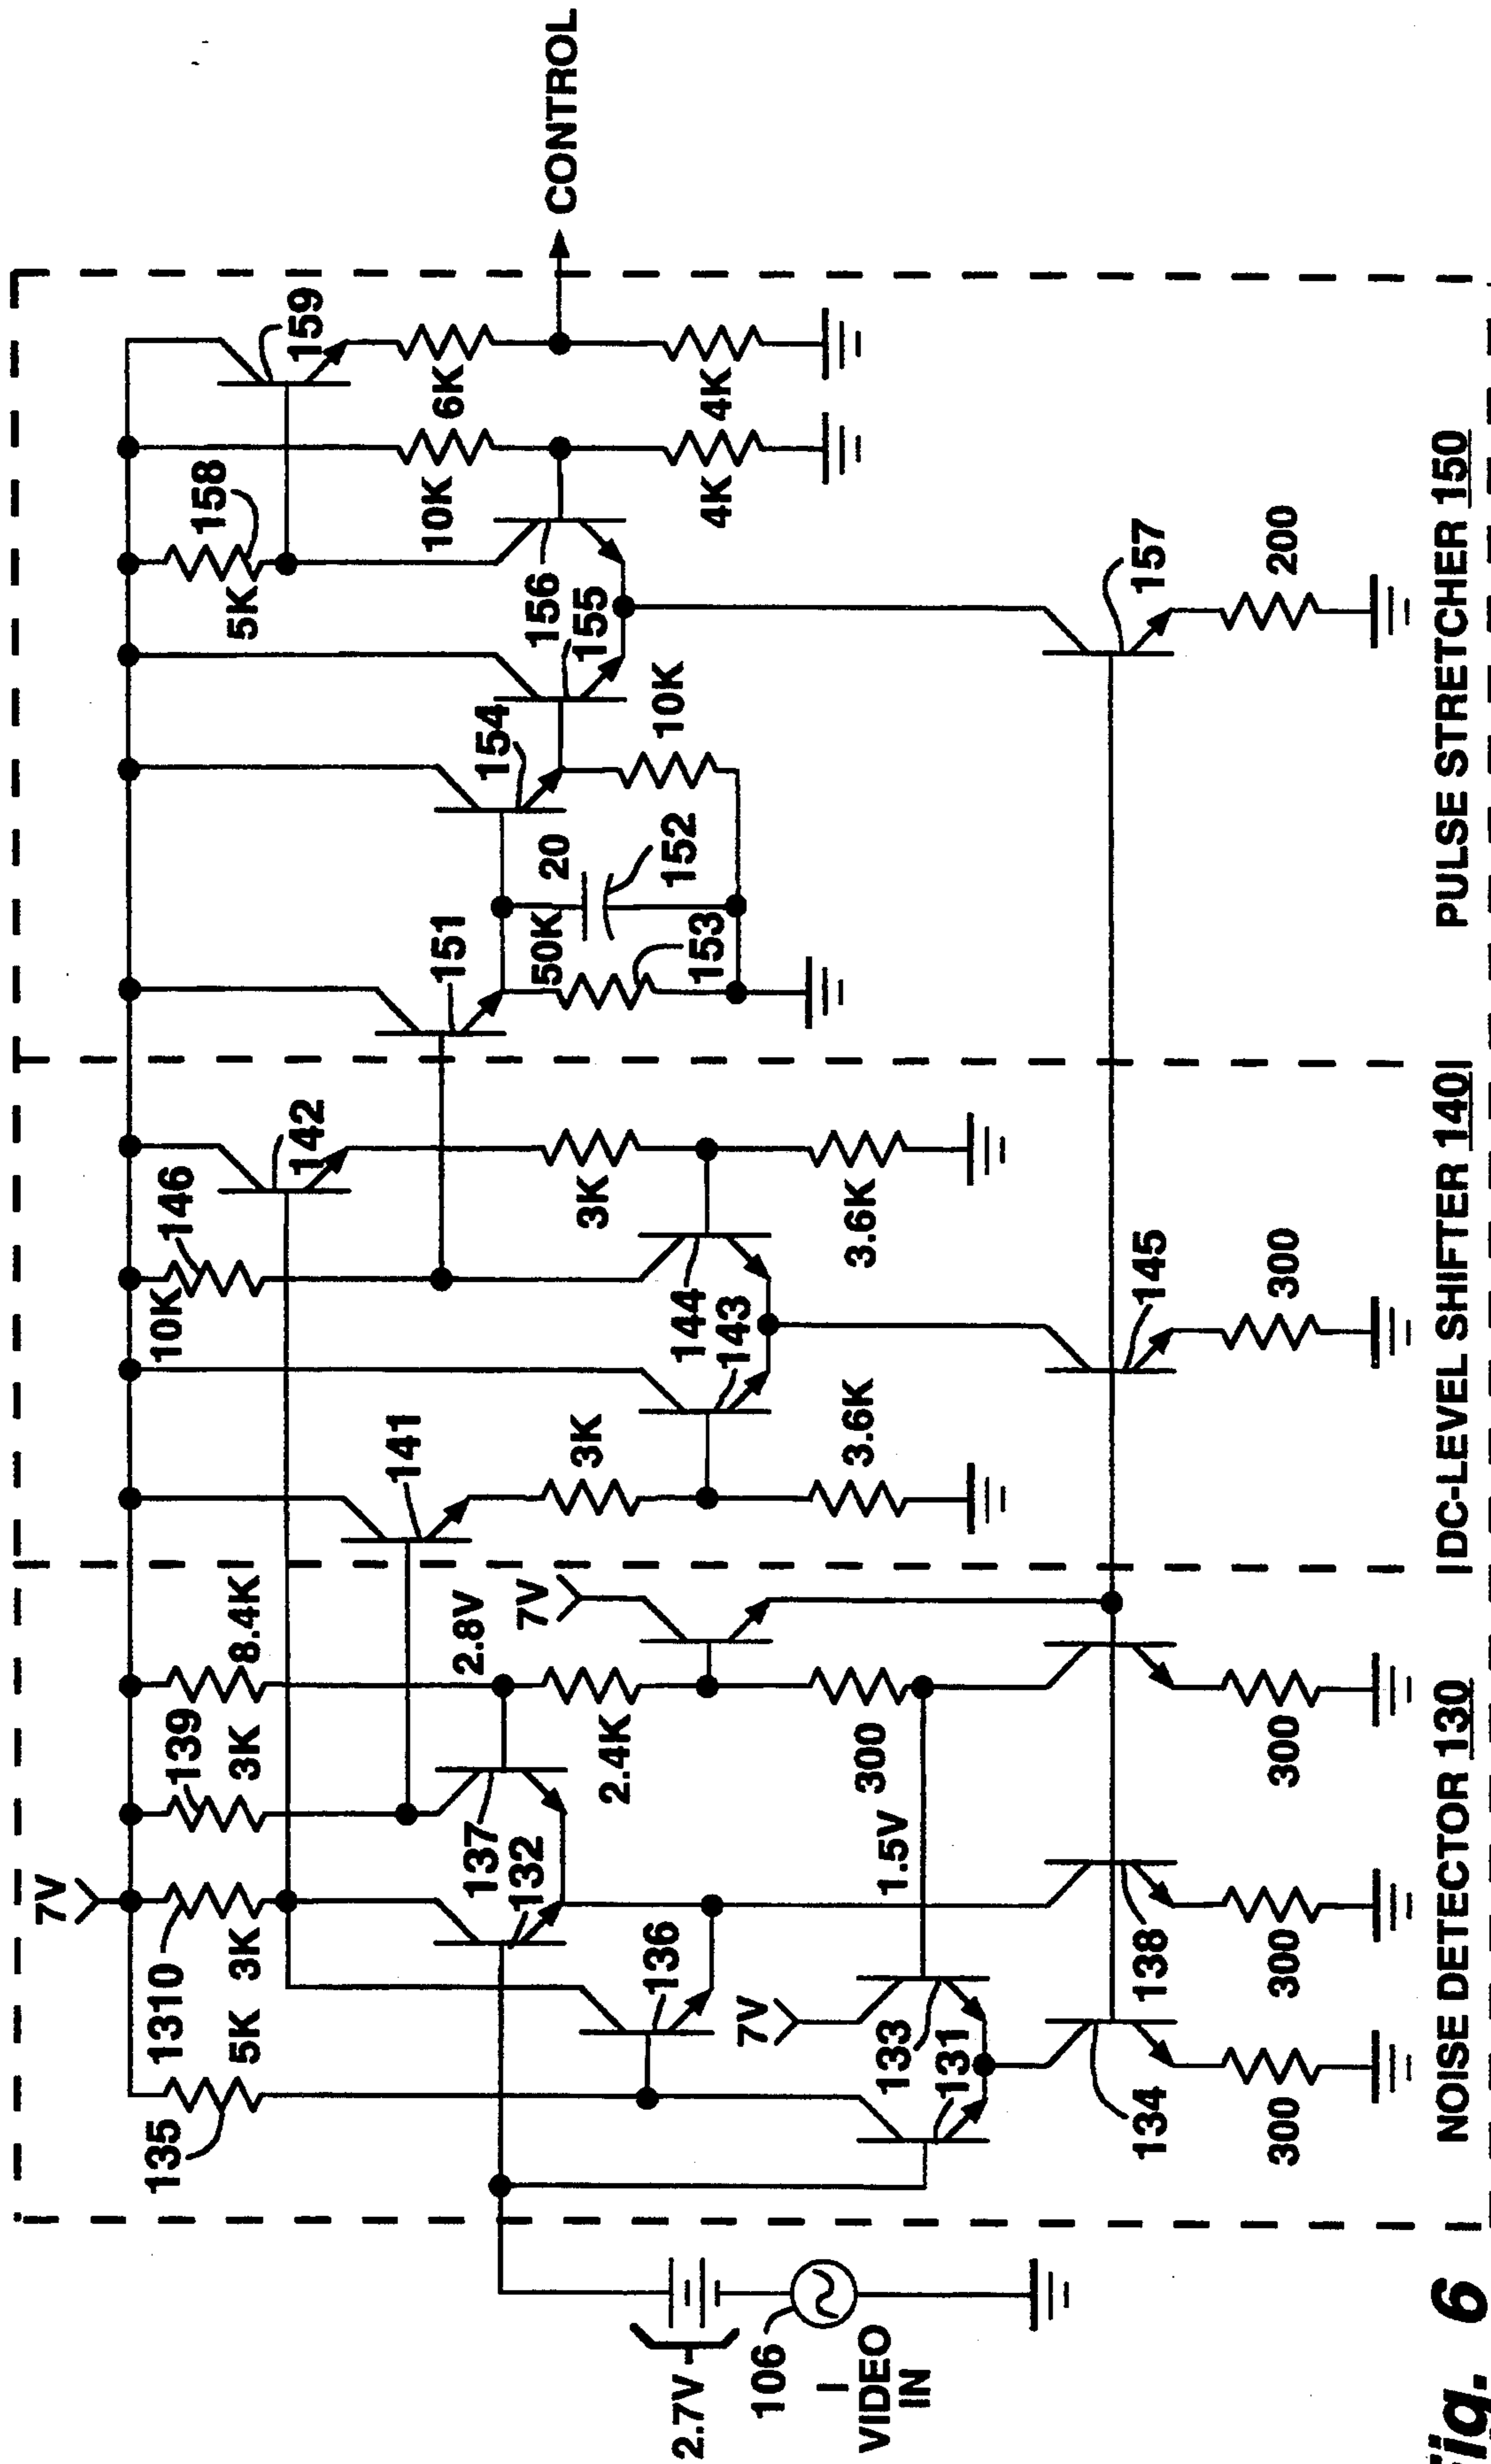 7V
135
5K
1310
3K
139
3K
8.4K
2.8V
7V
137
132
136
2.4K
300
1.5V
7V
133
131
134
138
300
300
300
2.7V
106
VIDEO
IN
141
3K
3.6K
10K
146
142
144
143
3K
3.6K
145
300
151
50K
20
152
153
154
10K
155
156
5K
158
159
10K
6K
4K
4K
CONTROL
157
200
NOISE DETECTOR 130
DC-LEVEL SHIFTER 140
PULSE STRETCHER 150
ig. 6